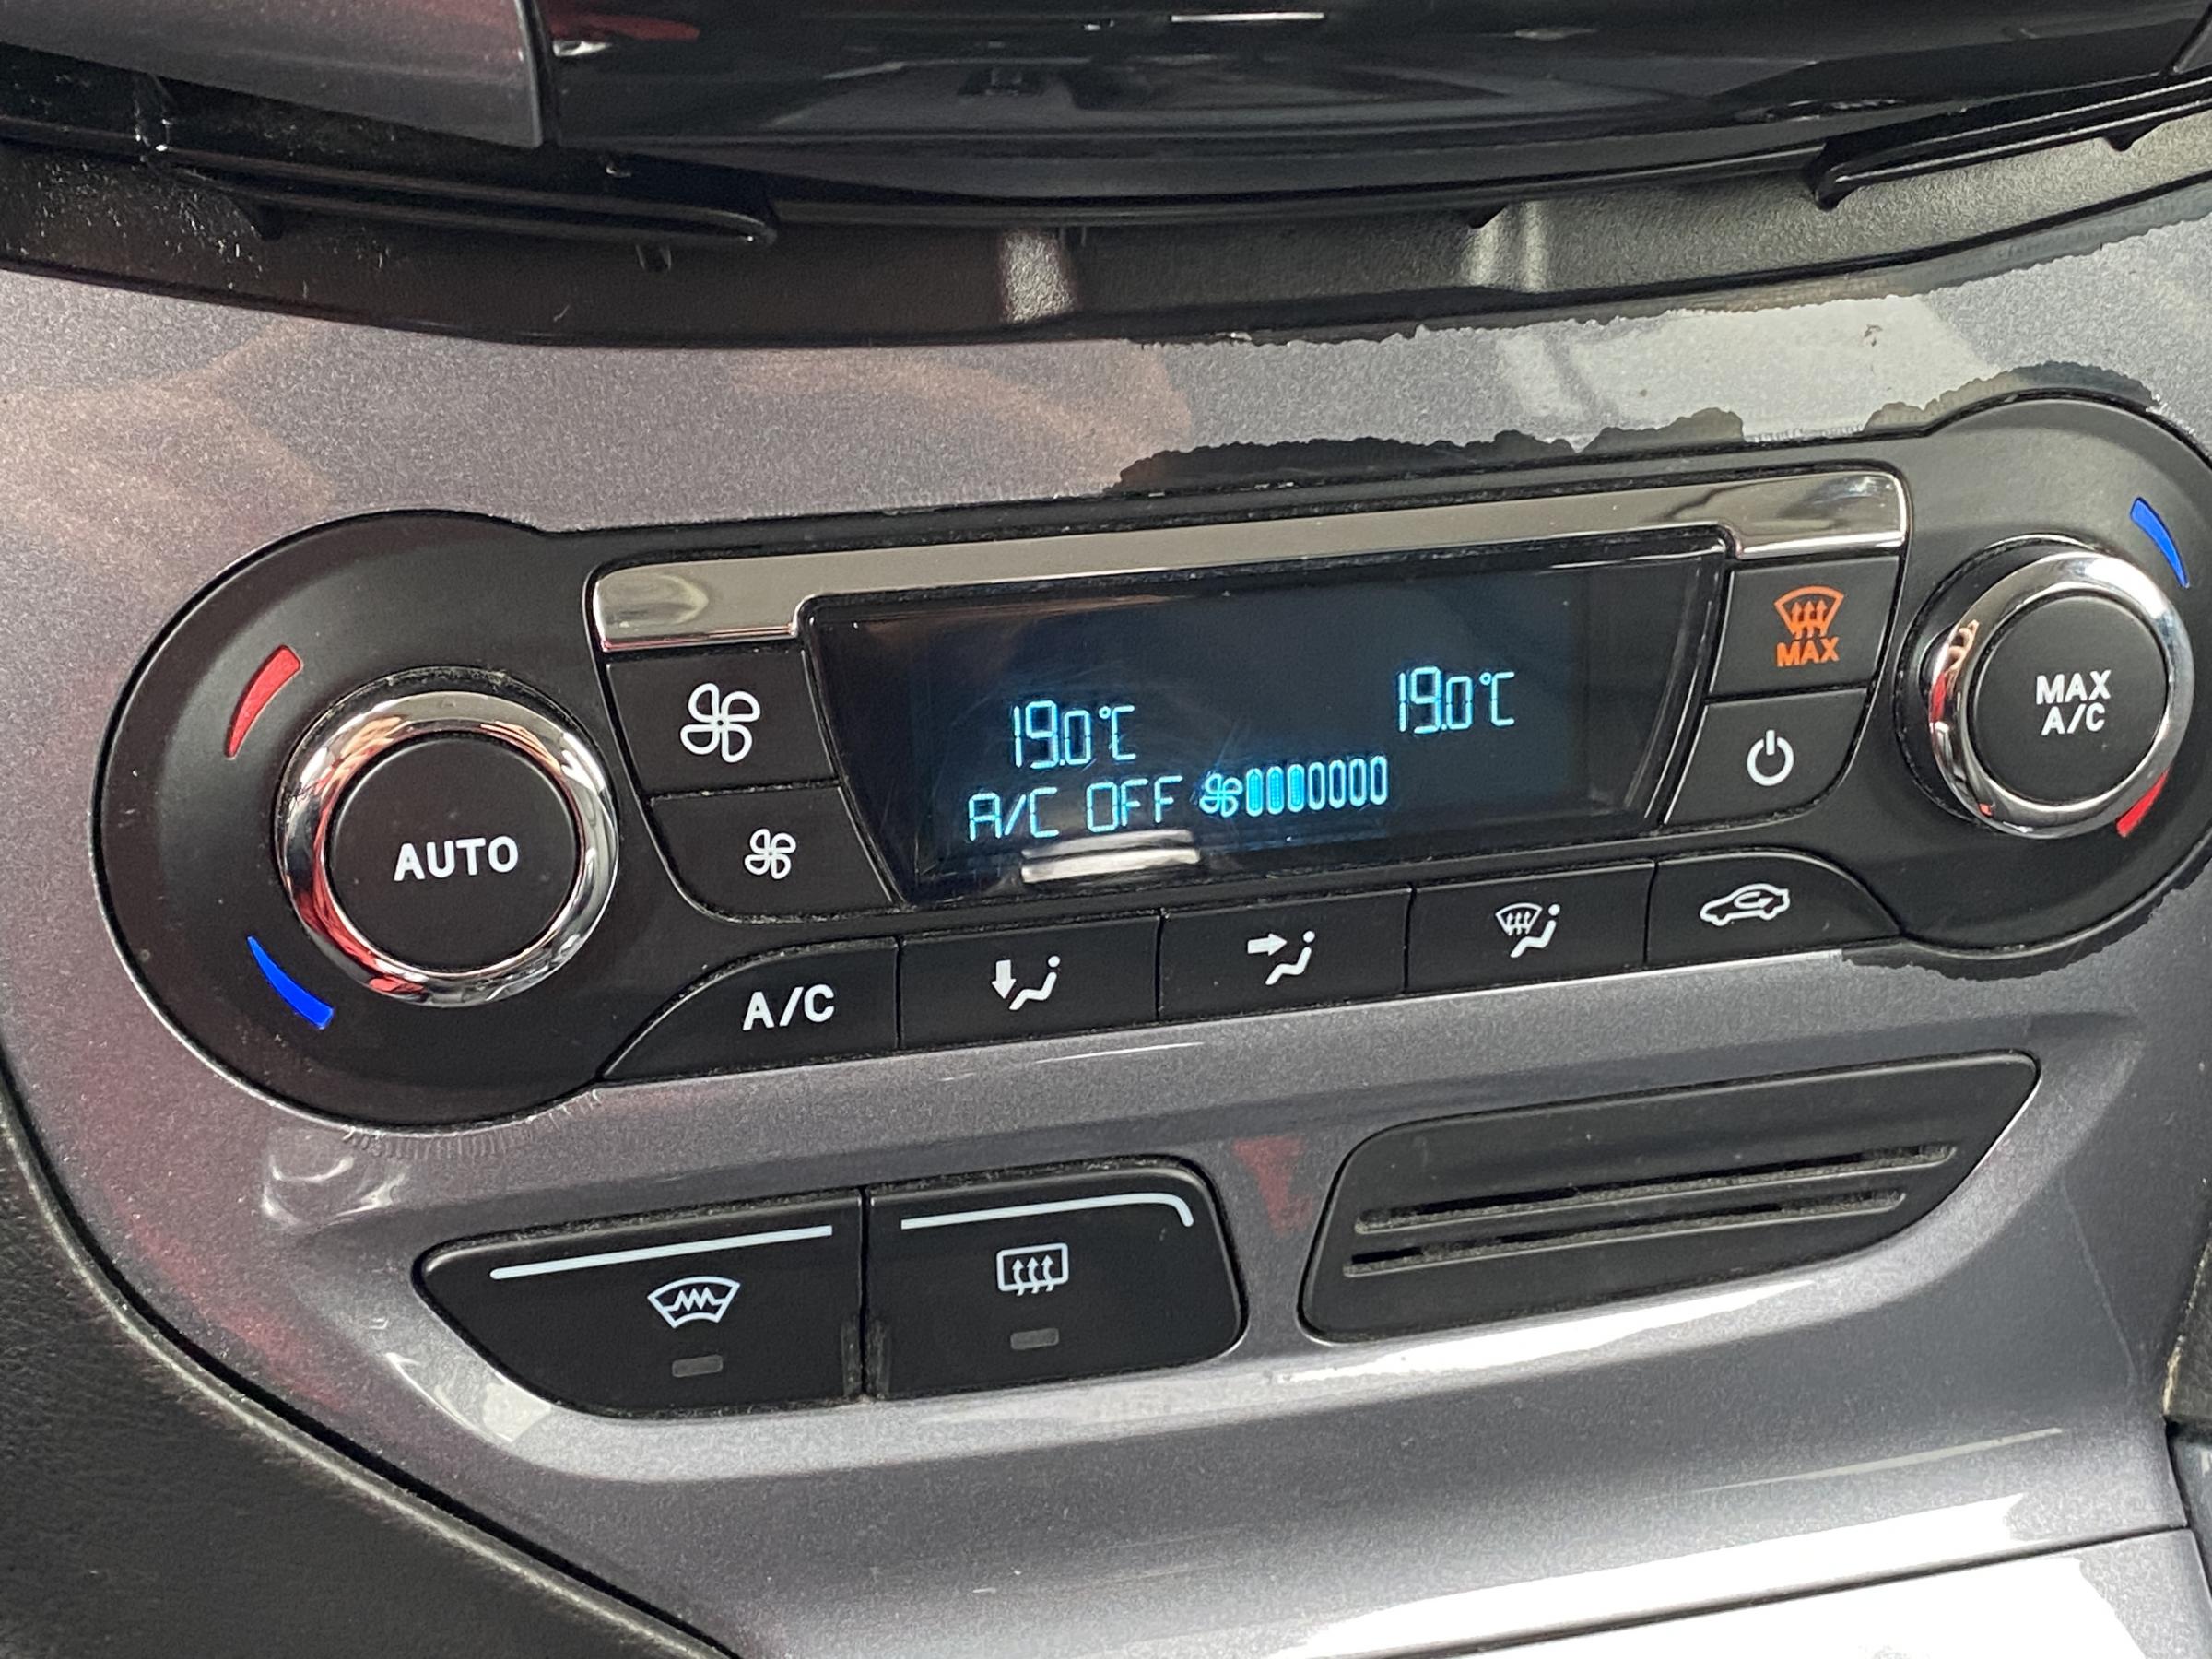 MAX
19.0°C 19.0°C
MAX
A/C
A/C OFF
AUTO
A/C